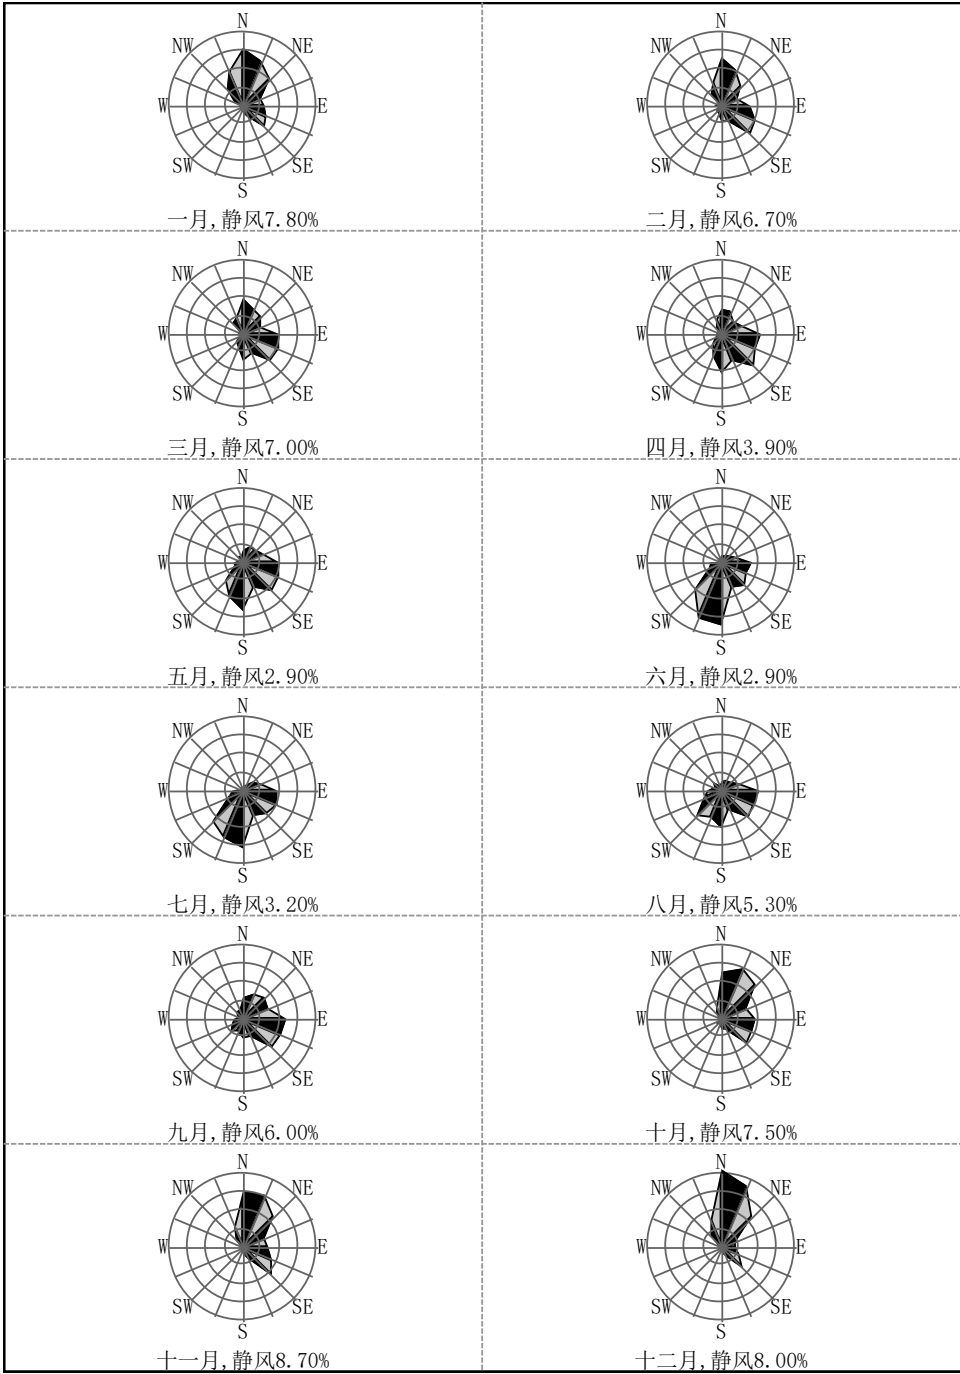 N N
NW NE NW NE
W E W E
SW SE SW SE
S S
一月,静风7.80% 二月,静风6.70%
N N
NW NE NW NE
W E W E
SW SE SW SE
S S
三月,静风7.00% 四月,静风3.90%
N N
NW NE NW NE
W E W E
SW SE SW SE
S S
五月,静风2.90% 六月,静风2.90%
N N
NW NE NW NE
W E W E
SW SE SW SE
S S
七月,静风3.20% 八月,静风5.30%
N N
NW NE NW NE
W E W E
SW SE SW SE
S S
九月,静风6.00% 十月,静风7.50%
N N
NW NE NW NE
W E W E
SW SE SW SE
S S
十一月,静风8.70% 十二月,静风8.00%